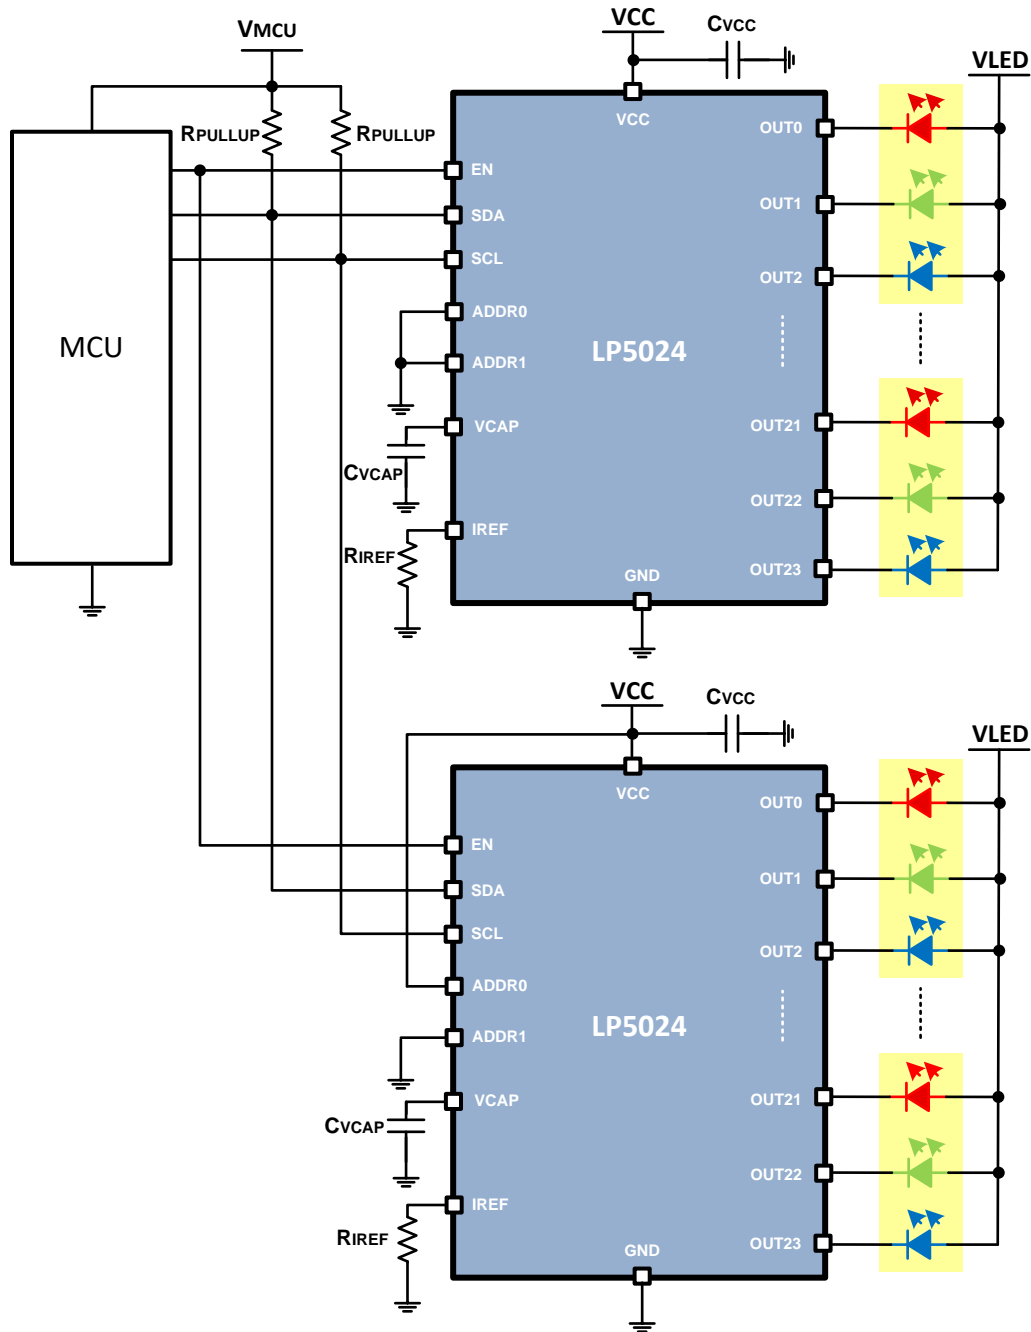 VMCU
VCC
CVCC
VLED
RPULLUP
RPULLUP
VCC
OUT0
EN
OUT1
SDA
SCL
OUT2
ADDR0
MCU
LP5024
ADDR1
VCAP
OUT21
CVCAP
OUT22
IREF
RIREF
GND
OUT23
VCC
CVCC
VLED
VCC
OUT0
EN
OUT1
SDA
SCL
OUT2
ADDR0
LP5024
ADDR1
VCAP
OUT21
CVCAP
OUT22
IREF
RIREF
GND
OUT23